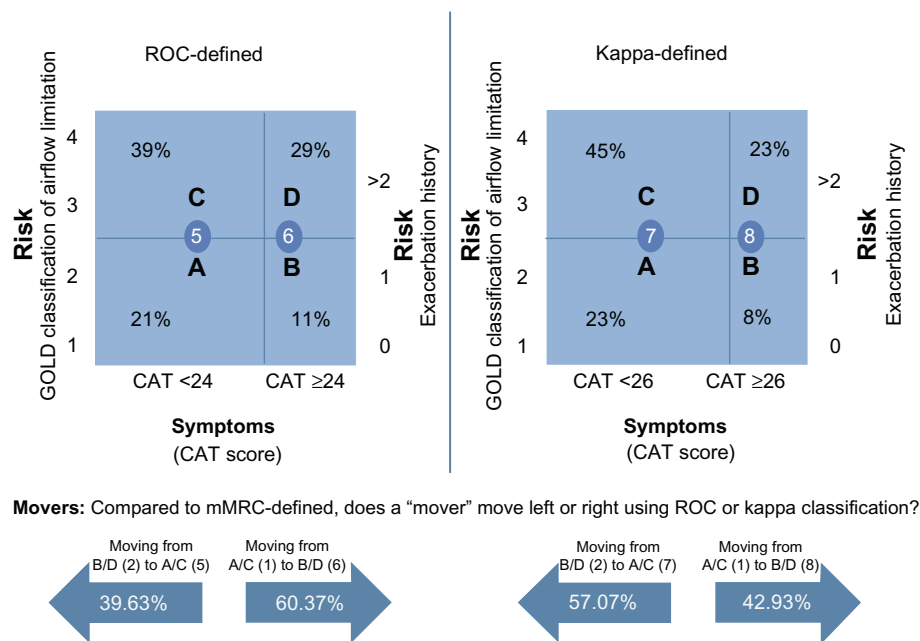 ROC-defined
Risk
GOLD classification of airflow limitation
4
3
2
1
39%
29%
C
D
5
6
A
B
21%
11%
>2
1
0
Risk
Exacerbation history
CAT <24
CAT ≥24
Symptoms
(CAT score)
Kappa-defined
Risk
GOLD classification of airflow limitation
4
3
2
1
45%
23%
C
D
7
8
A
B
23%
8%
>2
1
0
Risk
Exacerbation history
CAT <26
CAT ≥26
Symptoms
(CAT score)
Movers: Compared to mMRC-defined, does a “mover” move left or right using ROC or kappa classification?
Moving from
B/D (2) to A/C (5)
39.63%
Moving from
A/C (1) to B/D (6)
60.37%
Moving from
B/D (2) to A/C (7)
57.07%
Moving from
A/C (1) to B/D (8)
42.93%